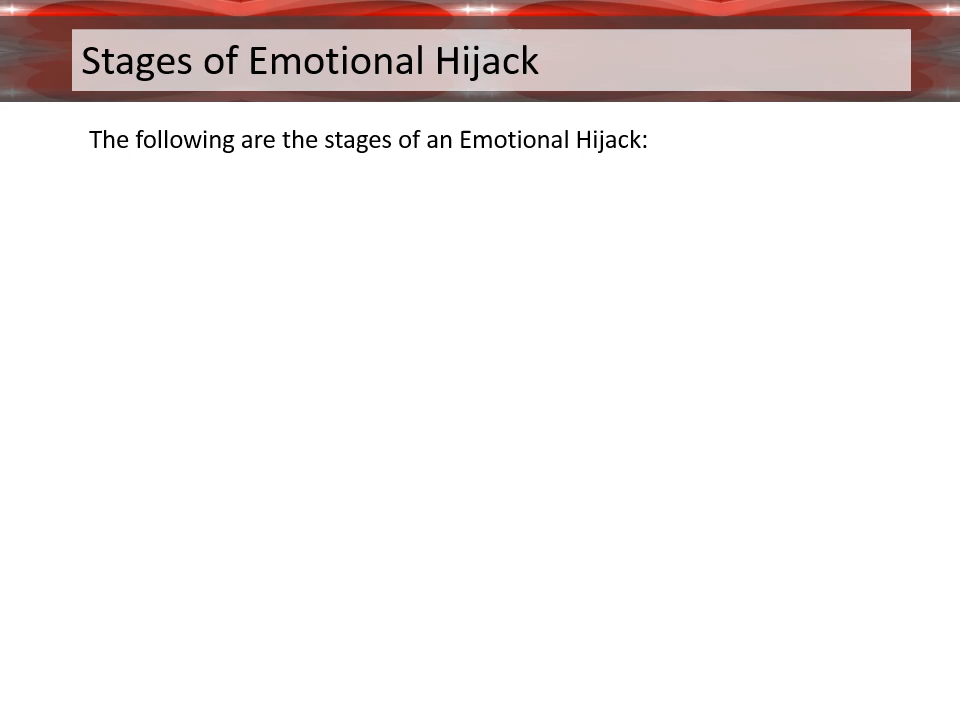 Stages of Emotional Hijack
The following are the stages of an Emotional Hijack: